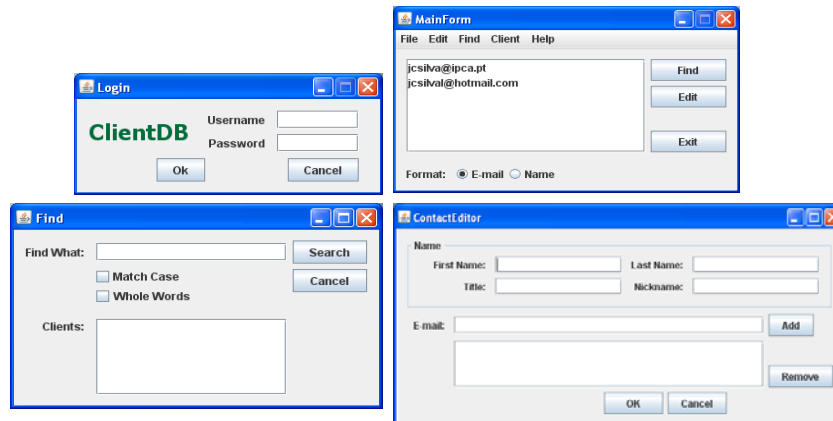 Login
ClientDB
Username
Password
Ok Cancel
MainForm
File Edit Find Client Help
jcsilva@ipca.pt
jcsilval@hotmail.com
Find
Edit
Exit
Format: E-mail Name
Find
Find What: Search
Match Case Cancel
Whole Words
Clients:
ContactEditor
Name
First Name: Last Name:
Title: Nickname:
E-mail: Add
Remove
OK Cancel